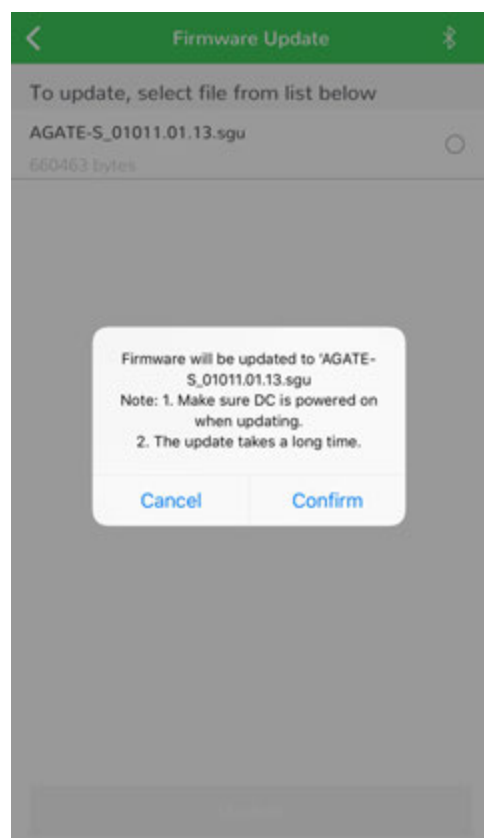 Firmware Update
To update, select file from list below
AGATE-S_01011.01.13.sgu
660463 bytes
Firmware will be updated to 'AGATE-
S_01011.01.13.sgu
Note: 1. Make sure DC is powered on
when updating.
2. The update takes a long time.
Cancel
Confirm